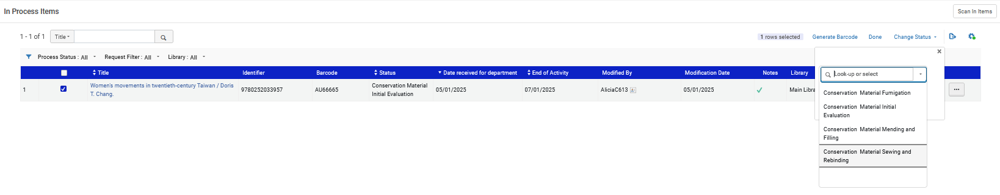 In Process Items
Scan In Items
1 - 1 of 1
Title
1 rows selected
Generate Barcode
Done
Change Status
Process Status : All
Request Filter : All
Library : All
×
Look-up or select
Title
Identifier
Barcode
Status
Date received for department
End of Activity
Modified By
Modification Date
Notes
Library
1
Women's movements in twentieth-century Taiwan / Doris
T. Chang.
9780252033957
AU66665
Conservation Material
Initial Evaluation
05/01/2025
07/01/2025
AliciaC613
05/01/2025
Main Libra
...
Conservation Material Fumigation
Conservation Material Initial
Evaluation
Conservation Material Mending and
Filling
Conservation Material Sewing and
Rebinding